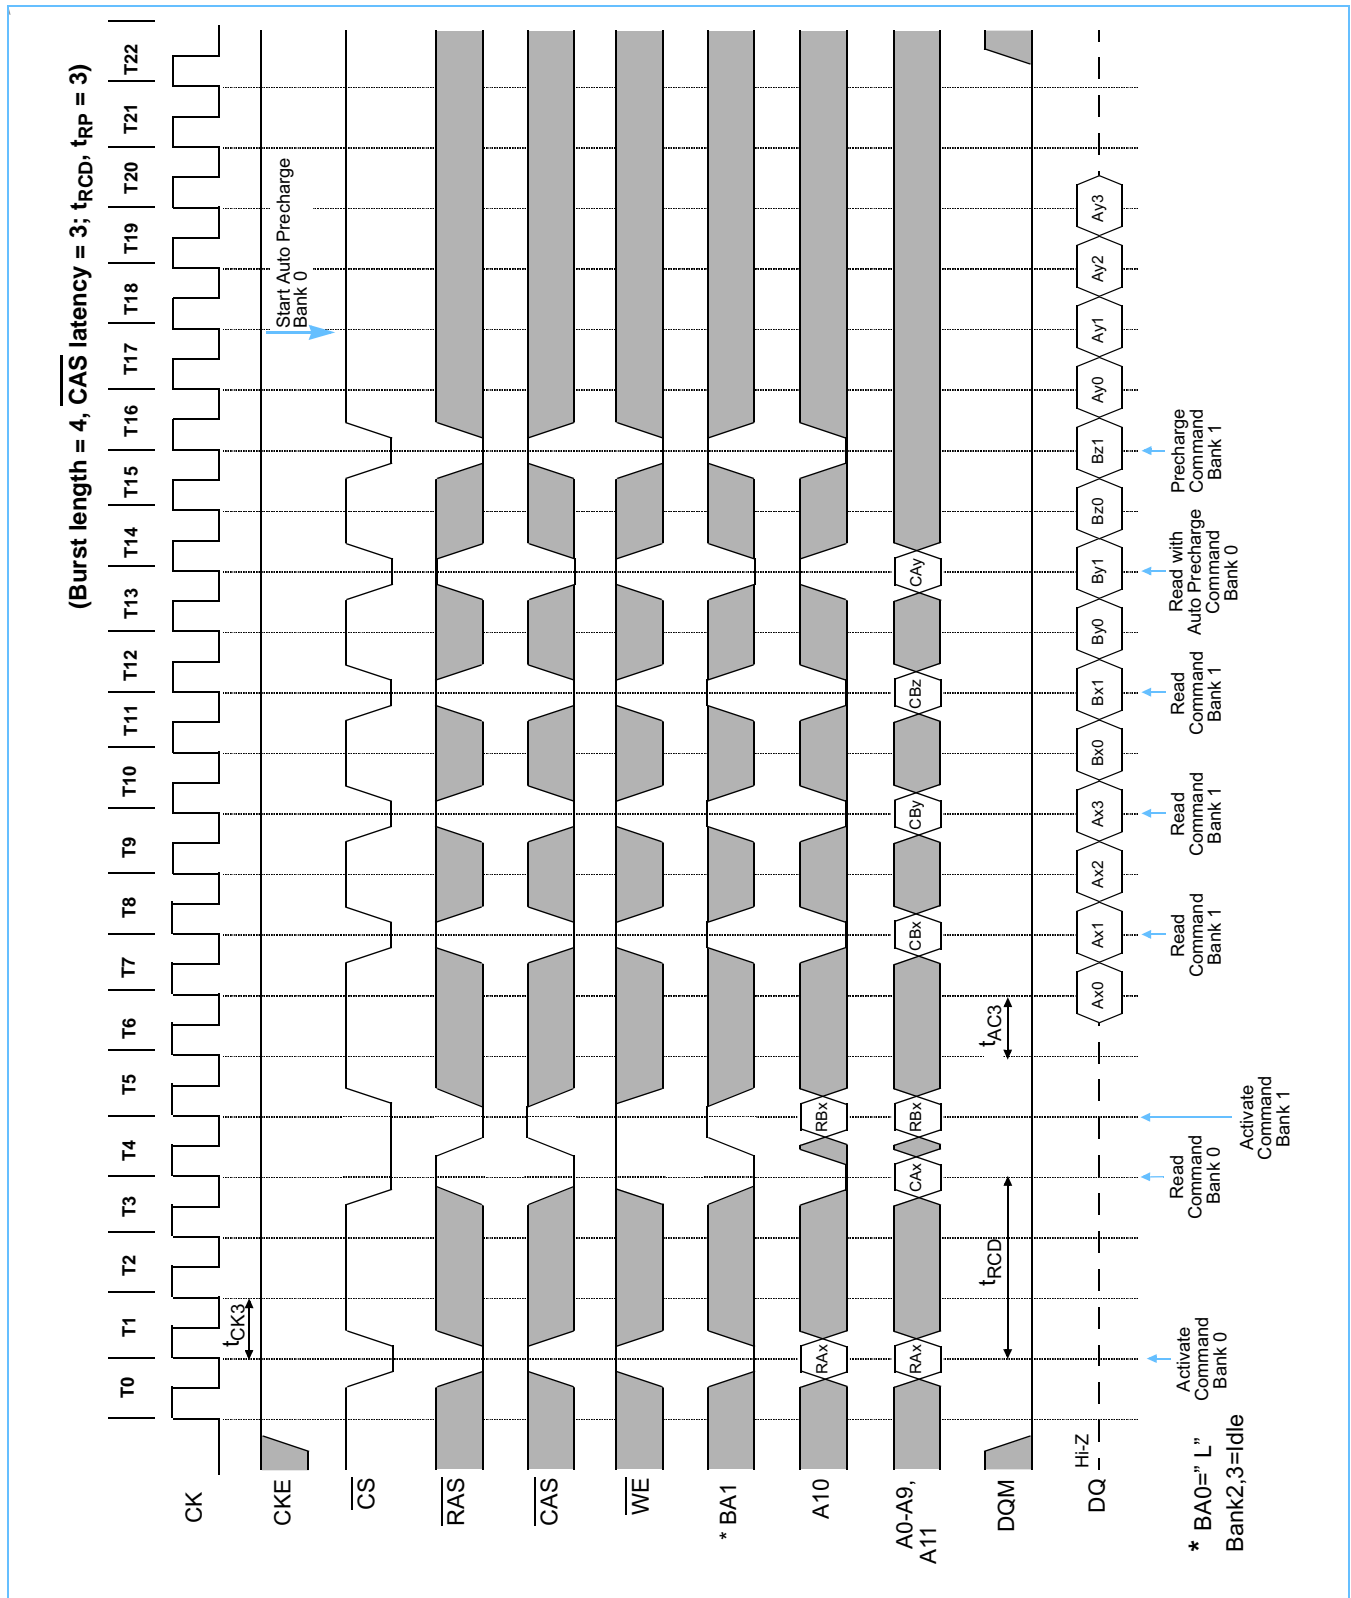 (Burst length = 4, CAS latency = 3; tRCD, tRP = 3)
T0 T1 T2 T3 T4 T5 T6 T7 T8 T9 T10 T11 T12 T13 T14 T15 T16 T17 T18 T19 T20 T21 T22
CK
tCK3
CKE
Start Auto Precharge
Bank 0
CS
RAS
CAS
WE
* BA1
A10
RAx RBx
A0-A9,
A11
RAx CAx RBx CBx CBy CBz CAy
DQM
tRCD
tAC3
DQ
Hi-Z
Ax0 Ax1 Ax2 Ax3 Bx0 Bx1 By0 By1 Bz0 Bz1 Ay0 Ay1 Ay2 Ay3
Activate
Command
Bank 0
Read
Command
Bank 0
Activate
Command
Bank 1
Read
Command
Bank 1
Read
Command
Bank 1
Read
Command
Bank 1
Read with
Auto Precharge
Command
Bank 0
Precharge
Command
Bank 1
* BA0=" L"
Bank2,3=Idle